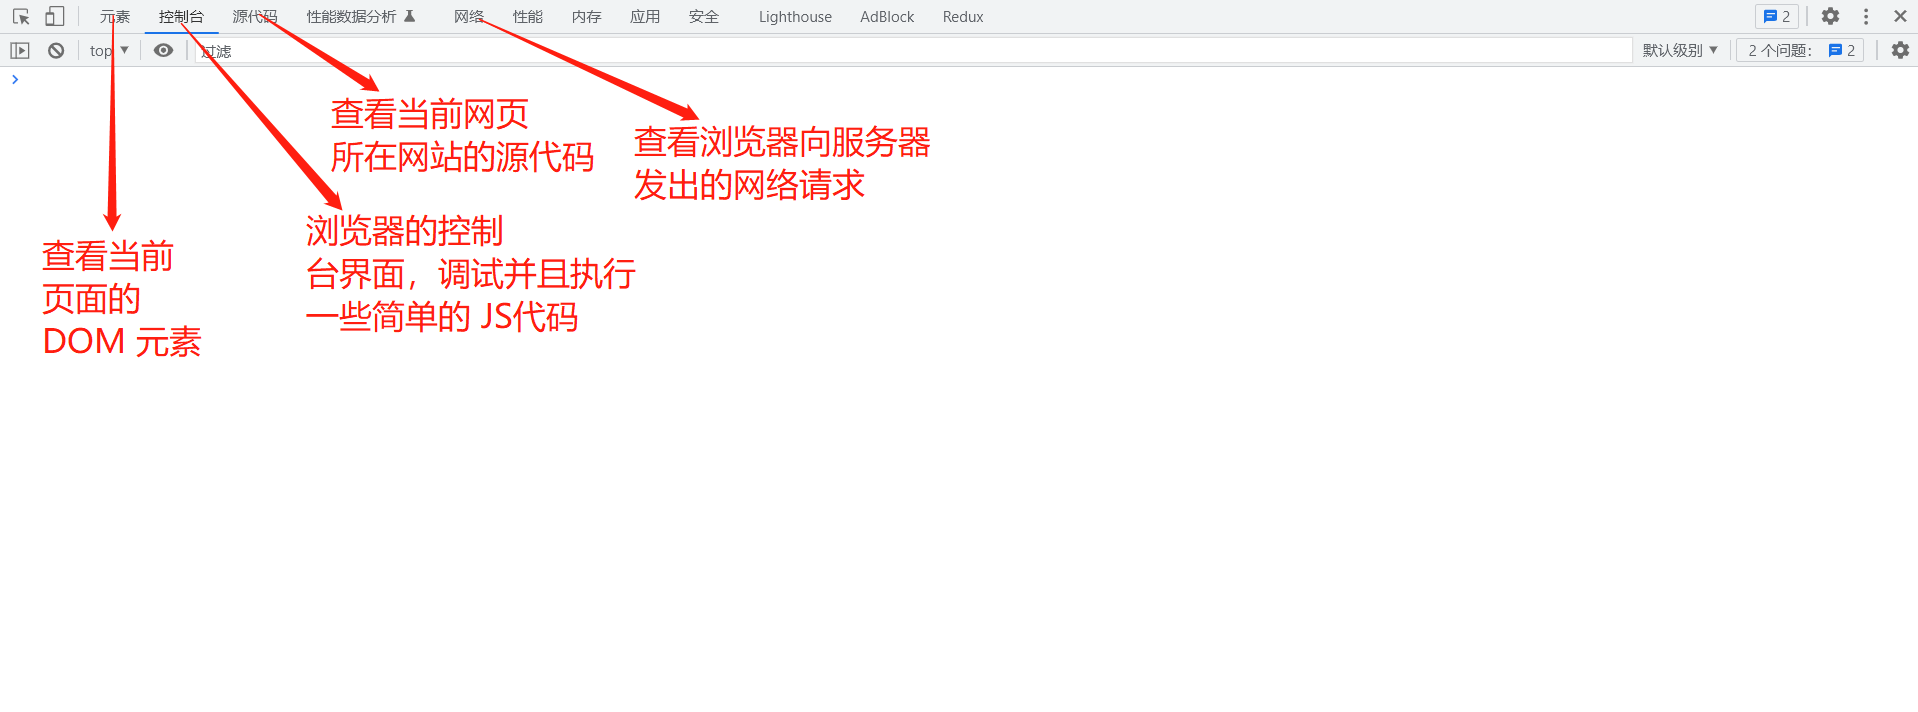 元素 控制台 源代码 性能数据分析 网络 性能 内存 应用 安全 Lighthouse AdBlock Redux 2
top 过滤 默认级别 2 个问题: 2
查看当前网页
所在网站的源代码
查看浏览器向服务器
发出的网络请求
浏览器的控制
台界面，调试并且执行
一些简单的 JS代码
查看当前
页面的
DOM 元素